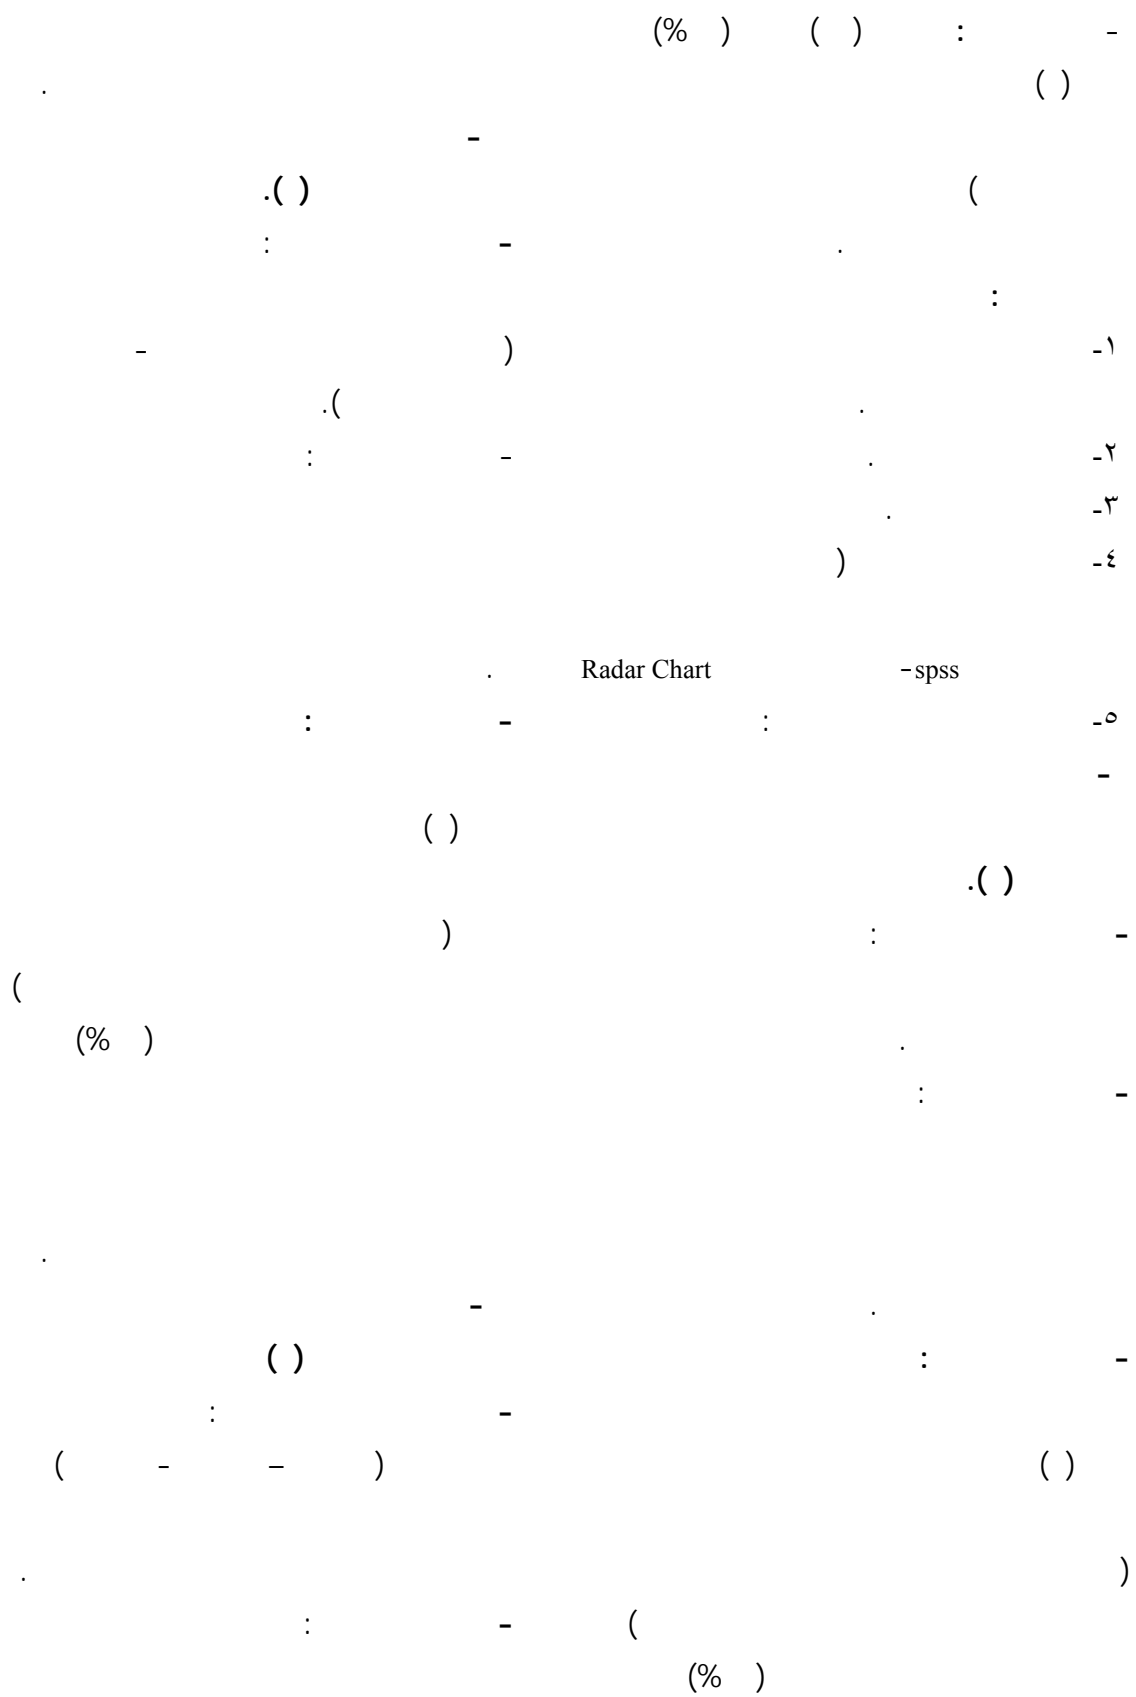 - : ( ) ( %)
( ) .
-
) ( ).
. - :
:
١- ( -
. ).
٢- . - :
٣- .
٤- (
spss- Radar Chart .
٥- : - :
-
( )
( ).
- : (
)
. ( %)
- :
.
. -
- : ( )
- :
( ) ( – - )
( .
) - :
( %)